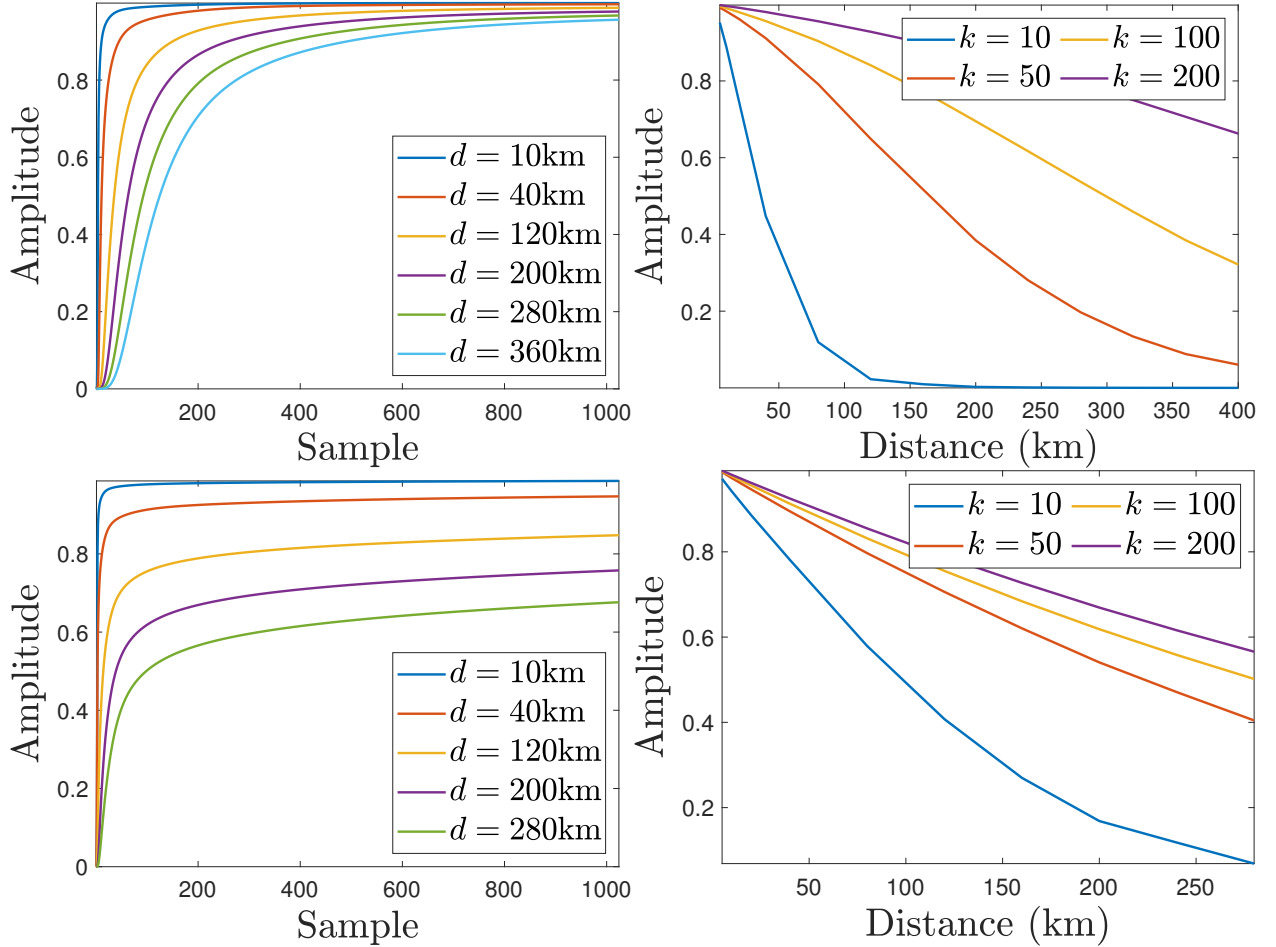 Amplitude
0.8
0.6
0.4
0.2
0
200
400
600
800
1000
Sample
d = 10km
d = 40km
d = 120km
d = 200km
d = 280km
d = 360km
Amplitude
0.8
0.6
0.4
0.2
50
100
150
200
250
300
350
400
Distance (km)
k = 10 k = 100
k = 50 k = 200
Amplitude
0.8
0.6
0.4
0.2
0
200
400
600
800
1000
Sample
d = 10km
d = 40km
d = 120km
d = 200km
d = 280km
Amplitude
0.8
0.6
0.4
0.2
50
100
150
200
250
Distance (km)
k = 10 k = 100
k = 50 k = 200